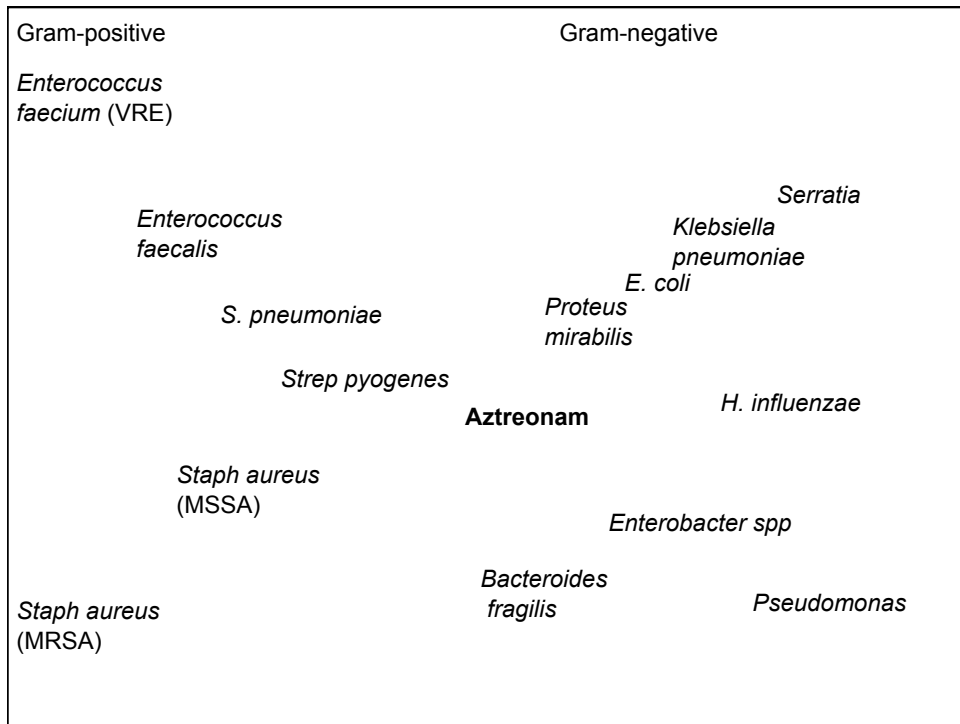 Gram-positive
Gram-negative
Enterococcus
faecium (VRE)
Serratia
Enterococcus
faecalis
Klebsiella
pneumoniae
E. coli
S. pneumoniae
Proteus
mirabilis
Strep pyogenes
Aztreonam
H. influenzae
Staph aureus
(MSSA)
Enterobacter spp
Bacteroides
fragilis
Pseudomonas
Staph aureus
(MRSA)